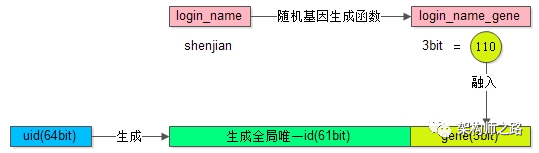 login_name
随机基因生成函数
login_name_gene
shenjian
3bit = 110
融入
uid(64bit)
生成
生成全局唯一id(61bit)
gene(3bit)
架构师之路